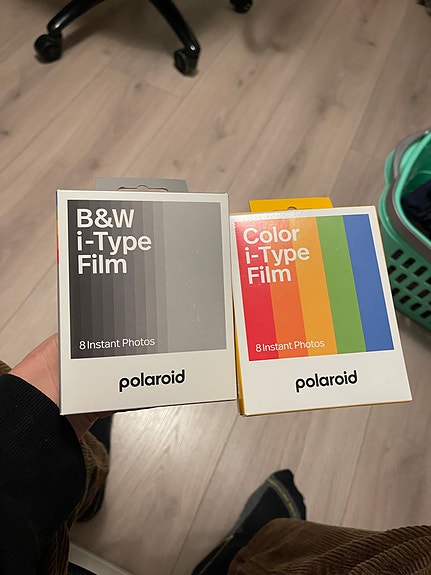 B&W
i-Type
Film
8 Instant Photos
polaroid
Color
i-Type
Film
8 Instant Photos
polaroid